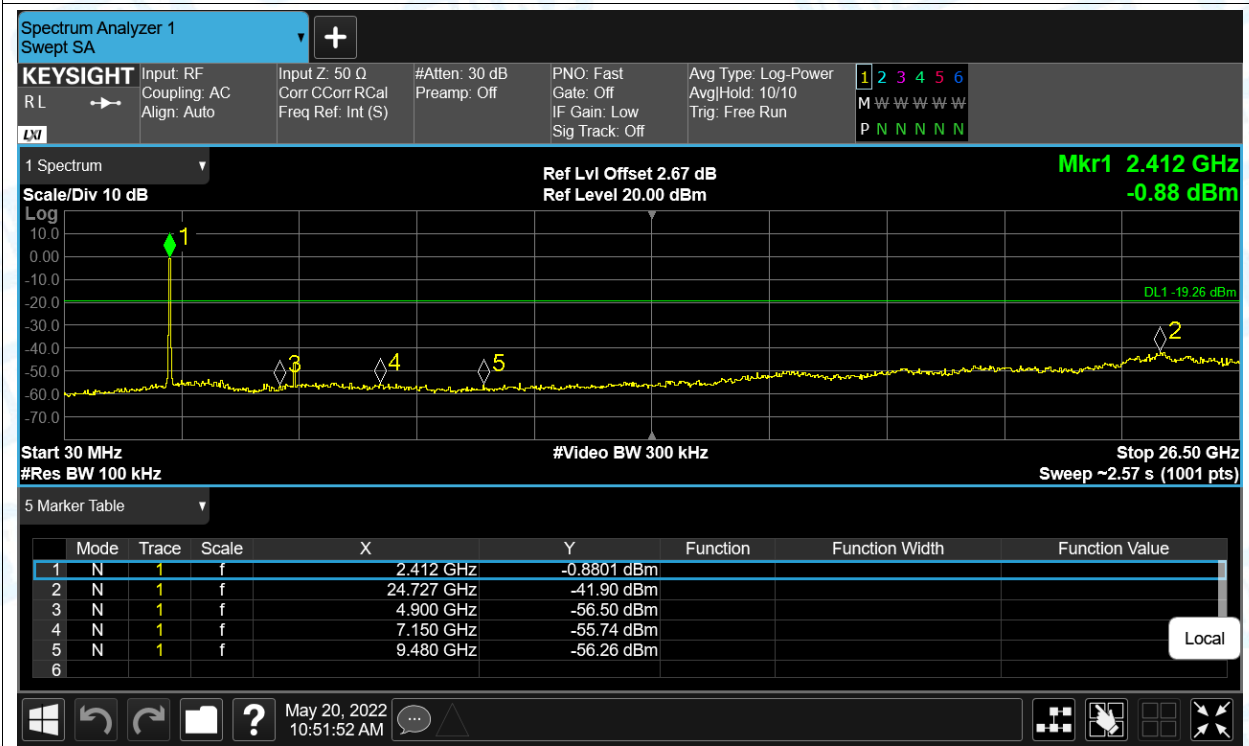 Spectrum Analyzer 1
Swept SA
▼
+
KEYSIGHT Input: RF Input Z: 50 Ω #Atten: 30 dB PNO: Fast Avg Type: Log-Power 1 2 3 4 5 6
RL Coupling: AC Corr CCorr RCal Preamp: Off Gate: Off Avg|Hold: 10/10 M W W W W W W
Align: Auto Freq Ref: Int (S) IF Gain: Low Trig: Free Run
LXI Sig Track: Off P N N N N N N
1 Spectrum ▼ Ref Lvl Offset 2.67 dB Mkr1 2.412 GHz
Scale/Div 10 dB Ref Level 20.00 dBm -0.88 dBm
Log
10.0
0.00
-10.0
-20.0
-30.0
-40.0
-50.0
-60.0
-70.0
1
DL1 -19.26 dBm
2
3
4
5
Start 30 MHz #Video BW 300 kHz Stop 26.50 GHz
#Res BW 100 kHz Sweep ~2.57 s (1001 pts)
5 Marker Table ▼
Mode Trace Scale X Y Function Function Width Function Value
1 N 1 f 2.412 GHz -0.8801 dBm
2 N 1 f 24.727 GHz -41.90 dBm
3 N 1 f 4.900 GHz -56.50 dBm
4 N 1 f 7.150 GHz -55.74 dBm
5 N 1 f 9.480 GHz -56.26 dBm
6
Local
? May 20, 2022
10:51:52 AM